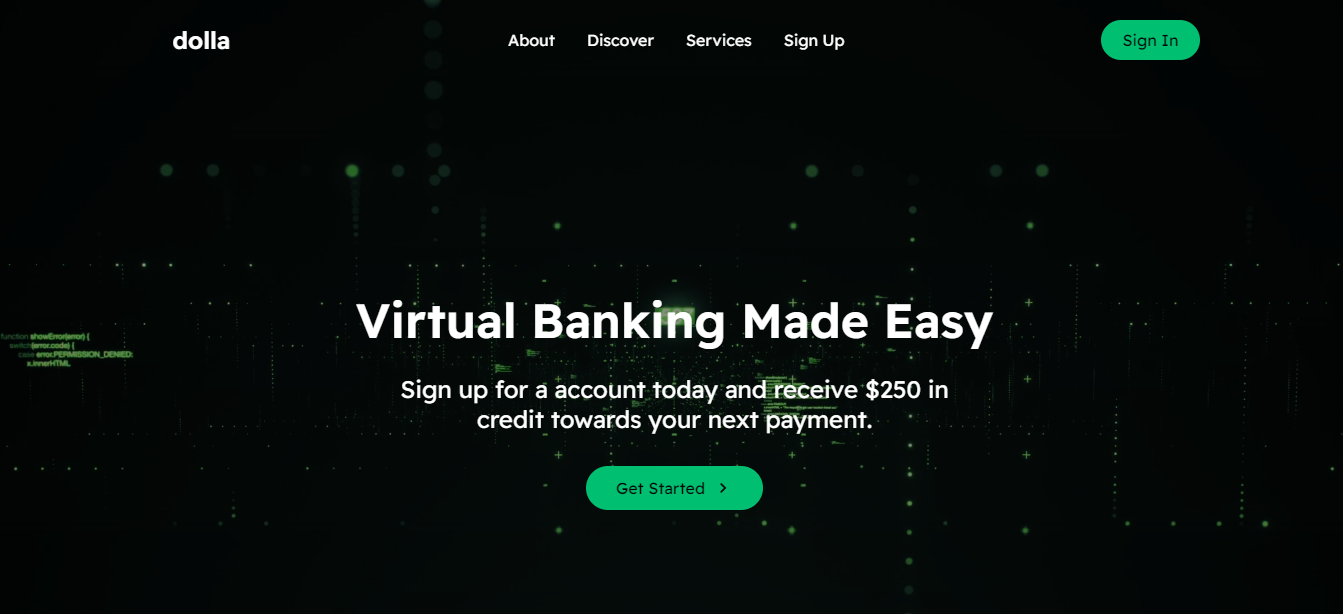 dolla
About Discover Services Sign Up
Sign In
Virtual Banking Made Easy
function showError(error) {
switch(error.code) {
case error.PERMISSION_DENIED:
x.innerHTML
Sign up for a account today and receive $250 in
credit towards your next payment.
Get Started